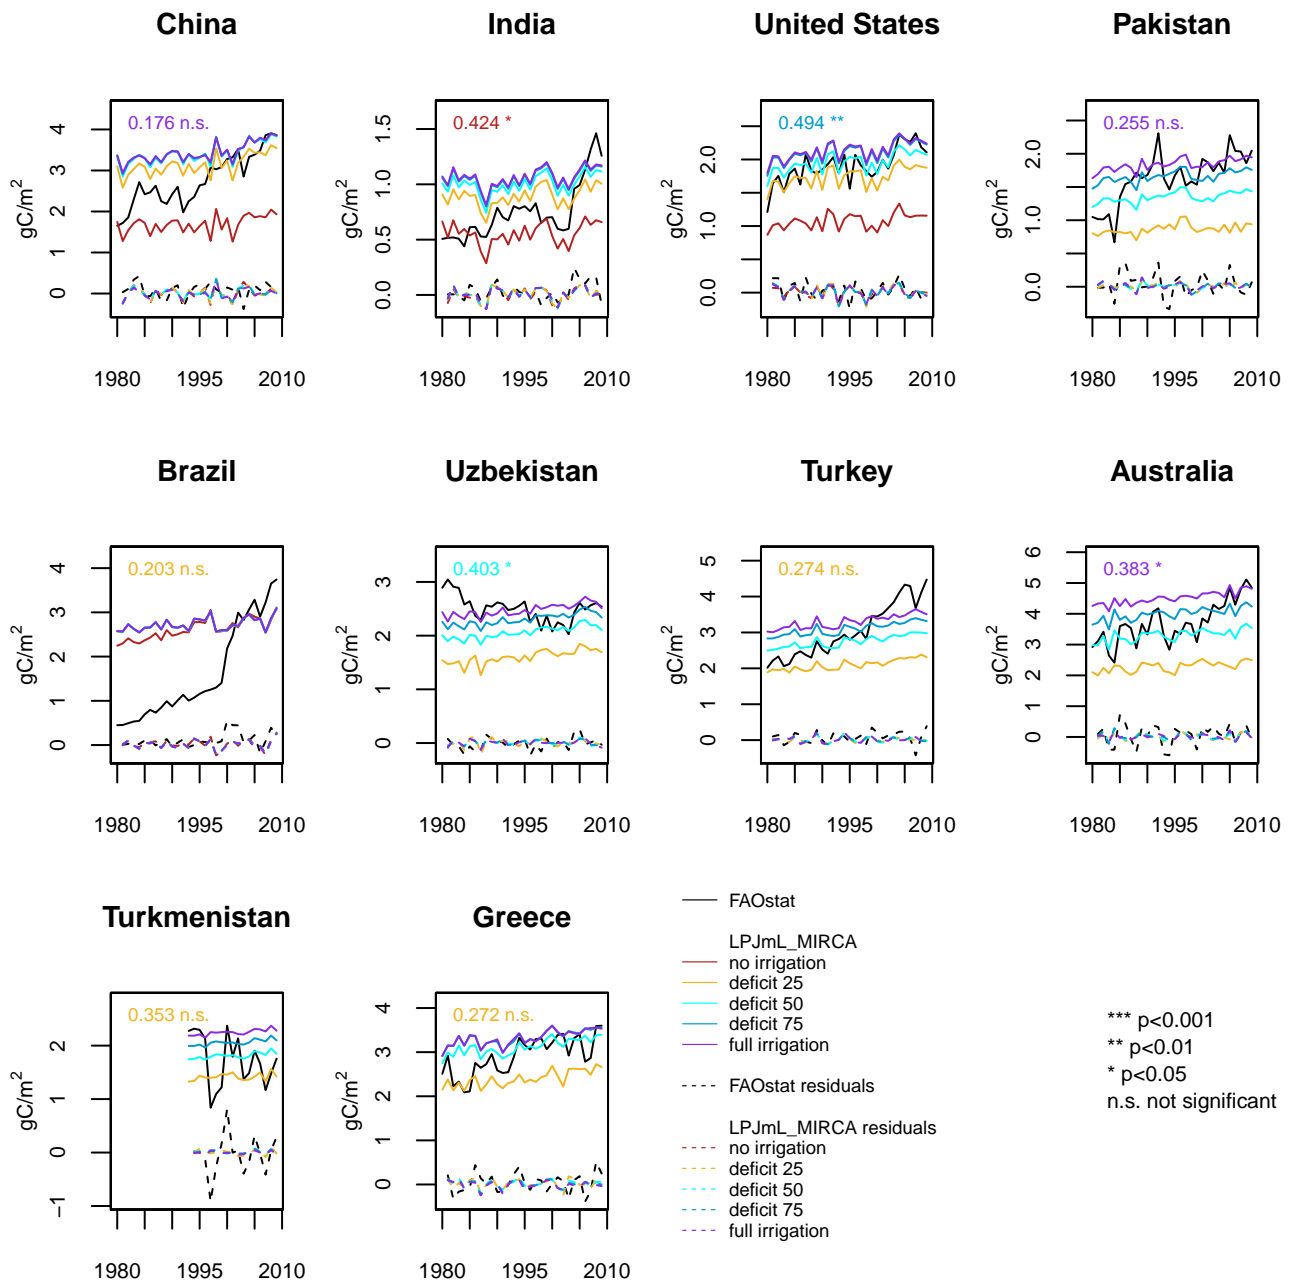 China
India
United States
Pakistan
gC/m²
0
1
2
3
4
0.176 n.s.
1980
1995
2010
gC/m²
0.0
0.5
1.0
1.5
0.424 *
1980
1995
2010
gC/m²
0.0
1.0
2.0
0.494 **
1980
1995
2010
gC/m²
0.0
1.0
2.0
0.255 n.s.
1980
1995
2010
Brazil
Uzbekistan
Turkey
Australia
gC/m²
0
1
2
3
4
0.203 n.s.
1980
1995
2010
gC/m²
0
1
2
3
0.403 *
1980
1995
2010
gC/m²
0
1
2
3
4
5
0.274 n.s.
1980
1995
2010
gC/m²
0
1
2
3
4
5
6
0.383 *
1980
1995
2010
Turkmenistan
Greece
gC/m²
−1
0
1
2
0.353 n.s.
1980
1995
2010
gC/m²
0
1
2
3
4
0.272 n.s.
1980
1995
2010
FAOstat
LPJmL_MIRCA
no irrigation
deficit 25
deficit 50
deficit 75
full irrigation
FAOstat residuals
LPJmL_MIRCA residuals
no irrigation
deficit 25
deficit 50
deficit 75
full irrigation
*** p<0.001
** p<0.01
* p<0.05
n.s. not significant